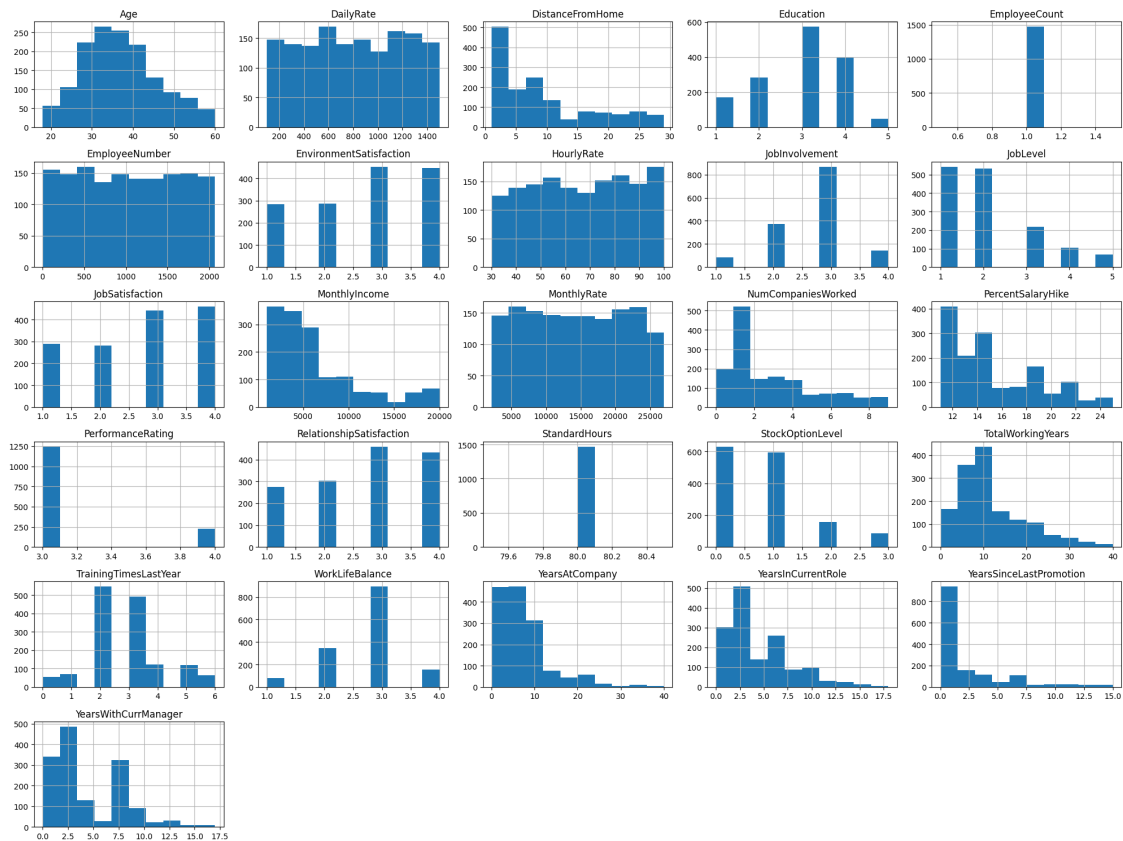 Age
250
200
150
100
50
0
20 30 40 50 60
DailyRate
150
100
50
0
200 400 600 800 1000 1200 1400
DistanceFromHome
500
400
300
200
100
0
0 5 10 15 20 25 30
Education
600
400
200
0
1 2 3 4 5
EmployeeCount
1500
1000
500
0
0.6 0.8 1.0 1.2 1.4
EmployeeNumber
150
100
50
0
0 500 1000 1500 2000
EnvironmentSatisfaction
400
300
200
100
0
1.0 1.5 2.0 2.5 3.0 3.5 4.0
HourlyRate
150
100
50
0
30 40 50 60 70 80 90 100
JobInvolvement
800
600
400
200
0
1.0 1.5 2.0 2.5 3.0 3.5 4.0
JobLevel
500
400
300
200
100
0
1 2 3 4 5
JobSatisfaction
400
300
200
100
0
1.0 1.5 2.0 2.5 3.0 3.5 4.0
MonthlyIncome
300
200
100
0
5000 10000 15000 20000
MonthlyRate
150
100
50
0
5000 10000 15000 20000 25000
NumCompaniesWorked
500
400
300
200
100
0
0 2 4 6 8
PercentSalaryHike
400
300
200
100
0
12 14 16 18 20 22 24
PerformanceRating
1250
1000
750
500
250
0
3.0 3.2 3.4 3.6 3.8 4.0
RelationshipSatisfaction
400
300
200
100
0
1.0 1.5 2.0 2.5 3.0 3.5 4.0
StandardHours
1500
1000
500
0
79.6 79.8 80.0 80.2 80.4
StockOptionLevel
600
400
200
0
0.0 0.5 1.0 1.5 2.0 2.5 3.0
TotalWorkingYears
400
300
200
100
0
0 10 20 30 40
TrainingTimesLastYear
500
400
300
200
100
0
0 1 2 3 4 5 6
WorkLifeBalance
800
600
400
200
0
1.0 1.5 2.0 2.5 3.0 3.5 4.0
YearsAtCompany
400
300
200
100
0
0 10 20 30 40
YearsInCurrentRole
500
400
300
200
100
0
0.0 2.5 5.0 7.5 10.0 12.5 15.0 17.5
YearsSinceLastPromotion
800
600
400
200
0
0.0 2.5 5.0 7.5 10.0 12.5 15.0
YearsWithCurrManager
500
400
300
200
100
0
0.0 2.5 5.0 7.5 10.0 12.5 15.0 17.5